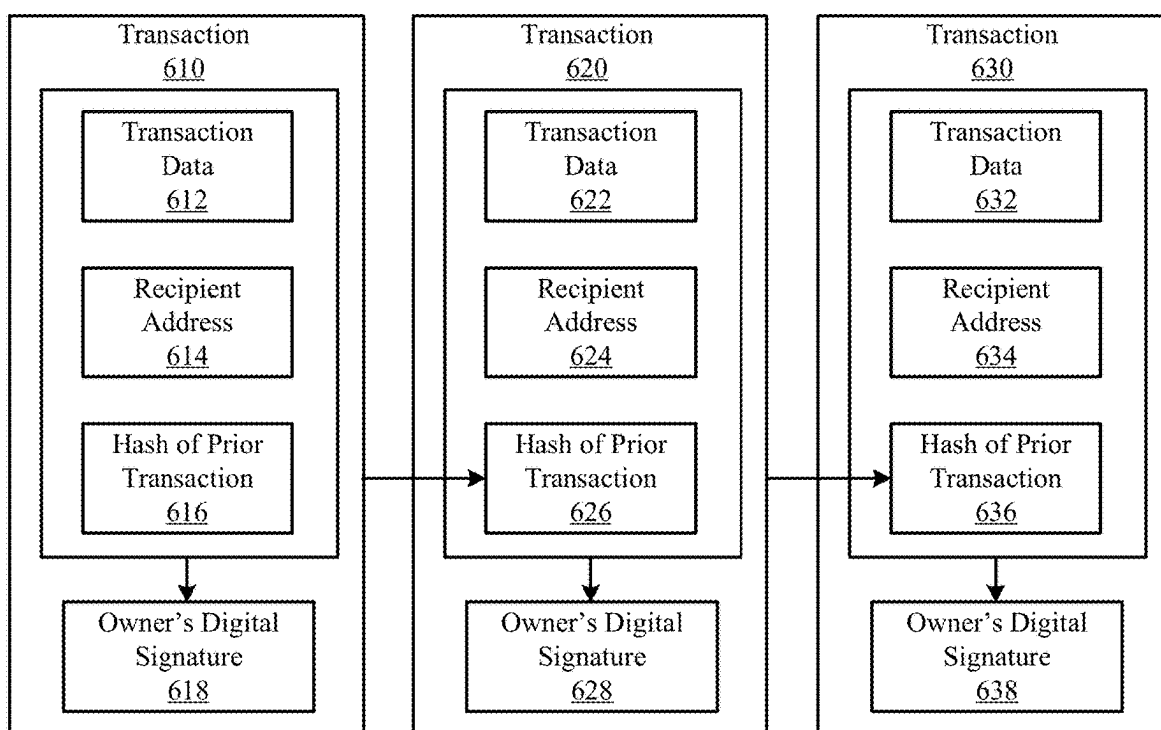 Transaction
610
Transaction
Data
612
Recipient
Address
614
Hash of Prior
Transaction
616
Owner's Digital
Signature
618
Transaction
620
Transaction
Data
622
Recipient
Address
624
Hash of Prior
Transaction
626
Owner's Digital
Signature
628
Transaction
630
Transaction
Data
632
Recipient
Address
634
Hash of Prior
Transaction
636
Owner's Digital
Signature
638